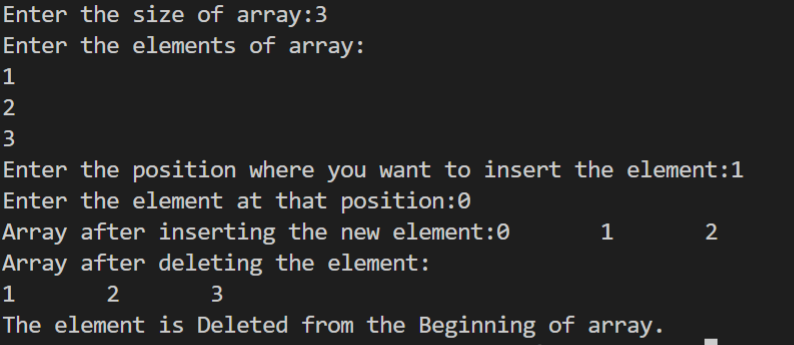 Enter the size of array:3
Enter the elements of array:
1
2
3
Enter the position where you want to insert the element:1
Enter the element at that position:0
Array after inserting the new element:0       1       2
Array after deleting the element:
1       2       3
The element is Deleted from the Beginning of array.